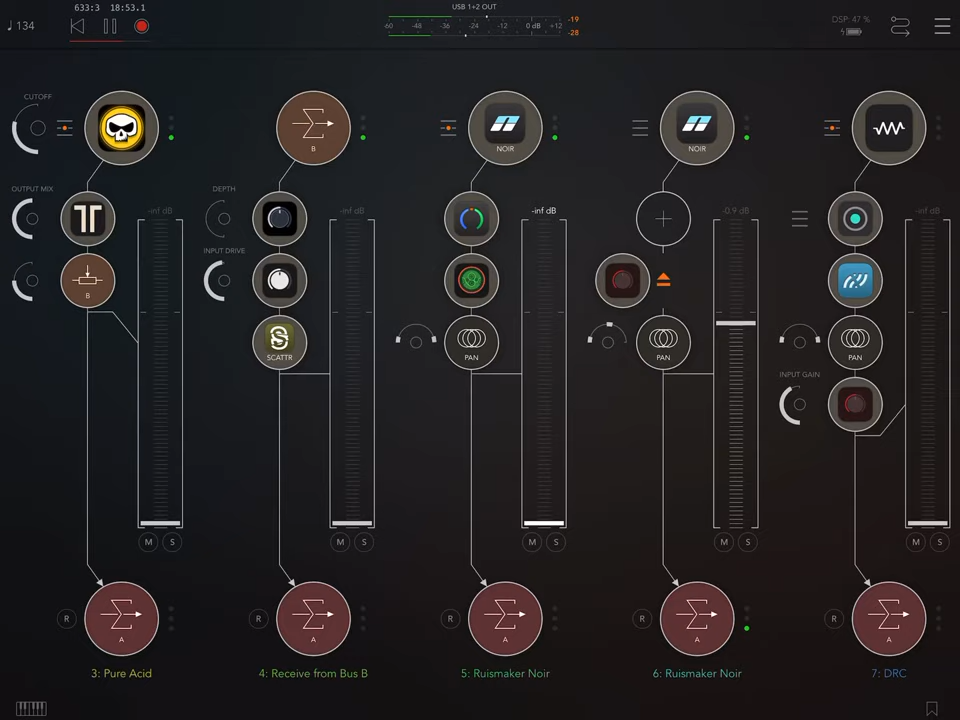 633:3 18:53.1
134
USB 1+2 OUT
-60 -48 -36 -24 -12 0 dB +12
-19
-28
DSP: 47 %
CUTOFF
OUTPUT MIX
B
-inf dB
M S
R
A
3: Pure Acid
B
DEPTH
INPUT DRIVE
SCATTR
-inf dB
M S
R
A
4: Receive from Bus B
NOIR
PAN
-inf dB
M S
R
A
5: Ruismaker Noir
NOIR
PAN
-0.9 dB
M S
R
A
6: Ruismaker Noir
PAN
INPUT GAIN
-inf dB
M S
R
A
7: DRC